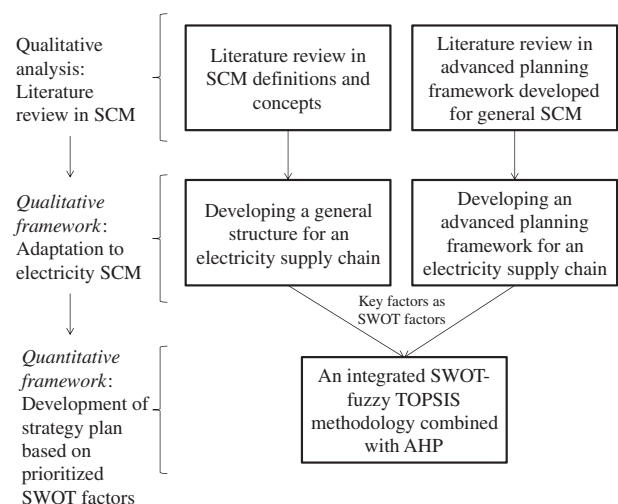 Qualitative
analysis:
Literature
review in SCM
Literature review in
SCM definitions and
concepts
Literature review in
advanced planning
framework developed
for general SCM
Qualitative
framework:
Adaptation to
electricity SCM
Developing a general
structure for an
electricity supply chain
Developing an
advanced planning
framework for an
electricity supply chain
Key factors as
SWOT factors
Quantitative
framework:
Development of
strategy plan
based on
prioritized
SWOT factors
An integrated SWOT-
fuzzy TOPSIS
methodology combined
with AHP